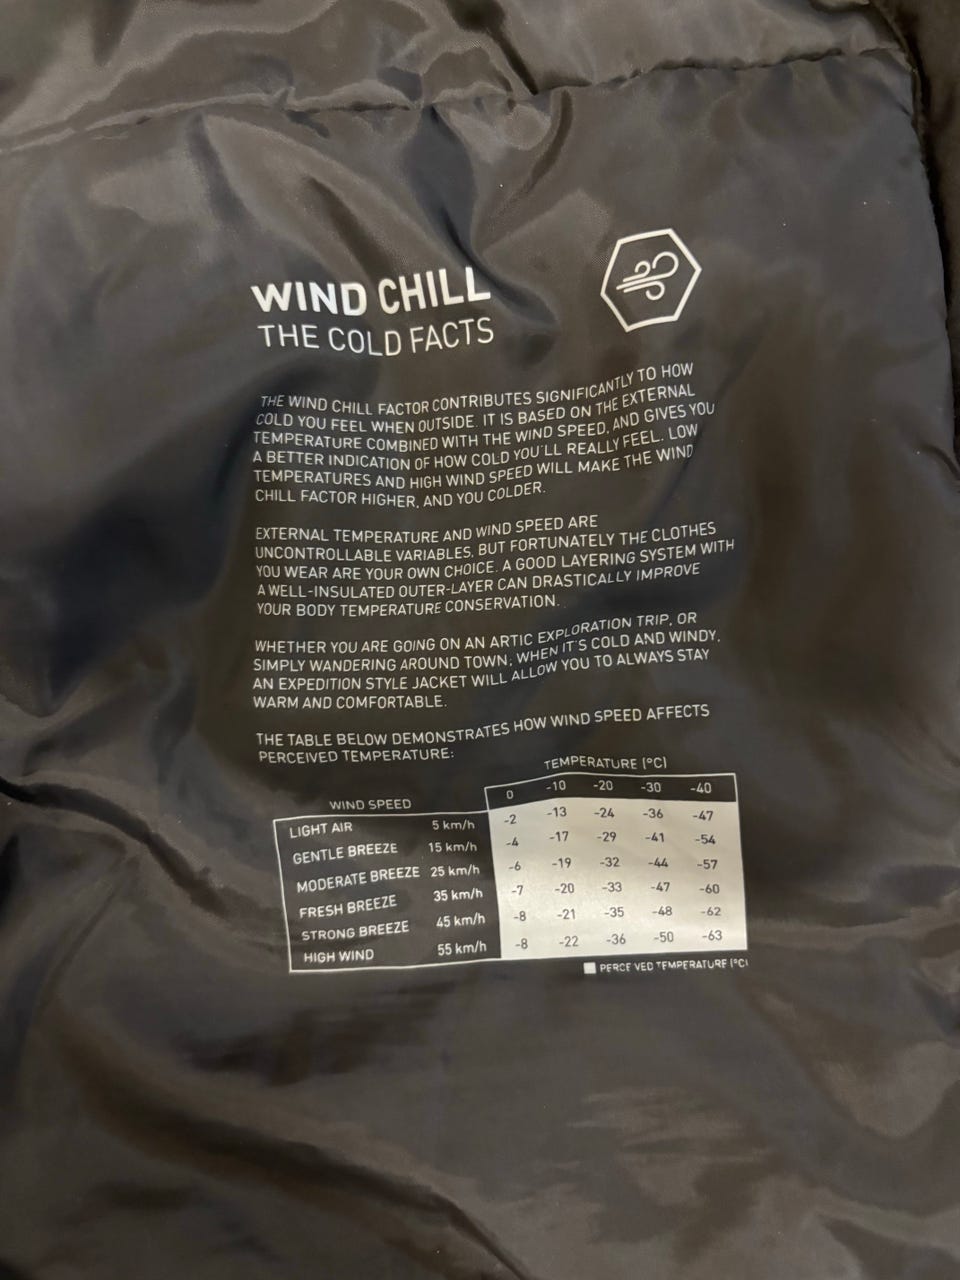 WIND CHILL
THE COLD FACTS
THE WIND CHILL FACTOR CONTRIBUTES SIGNIFICANTLY TO HOW
COLD YOU FEEL WHEN OUTSIDE. IT IS BASED ON THE EXTERNAL
TEMPERATURE COMBINED WITH THE WIND SPEED, AND GIVES YOU
A BETTER INDICATION OF HOW COLD YOU'LL REALLY FEEL. LOW
TEMPERATURES AND HIGH WIND SPEED WILL MAKE THE WIND
CHILL FACTOR HIGHER, AND YOU COLDER.
EXTERNAL TEMPERATURE AND WIND SPEED ARE
UNCONTROLLABLE VARIABLES, BUT FORTUNATELY THE CLOTHES
YOU WEAR ARE YOUR OWN CHOICE. A GOOD LAYERING SYSTEM WITH
A WELL-INSULATED OUTER-LAYER CAN DRASTICALLY IMPROVE
YOUR BODY TEMPERATURE CONSERVATION.
WHETHER YOU ARE GOING ON AN ARTIC EXPLORATION TRIP, OR
SIMPLY WANDERING AROUND TOWN; WHEN IT'S COLD AND WINDY,
AN EXPEDITION STYLE JACKET WILL ALLOW YOU TO ALWAYS STAY
WARM AND COMFORTABLE.
THE TABLE BELOW DEMONSTRATES HOW WIND SPEED AFFECTS
PERCEIVED TEMPERATURE:
TEMPERATURE (°C)
WIND SPEED 0 -10 -20 -30 -40
LIGHT AIR 5 km/h -2 -13 -24 -36 -47
GENTLE BREEZE 15 km/h -4 -17 -29 -41 -54
MODERATE BREEZE 25 km/h -6 -19 -32 -44 -57
FRESH BREEZE 35 km/h -7 -20 -33 -47 -60
STRONG BREEZE 45 km/h -8 -21 -35 -48 -62
HIGH WIND 55 km/h -8 -22 -36 -50 -63
PERCEIVED TEMPERATURE (°C)